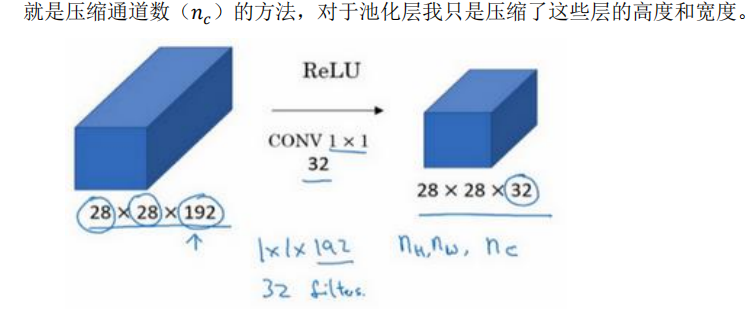 就是压缩通道数（n_c）的方法，对于池化层我只是压缩了这些层的高度和宽度。
ReLU
CONV 1 × 1
32
28 × 28 × 192
28 × 28 × 32
1×1×192
n_H, n_W, n_C
32 filters.